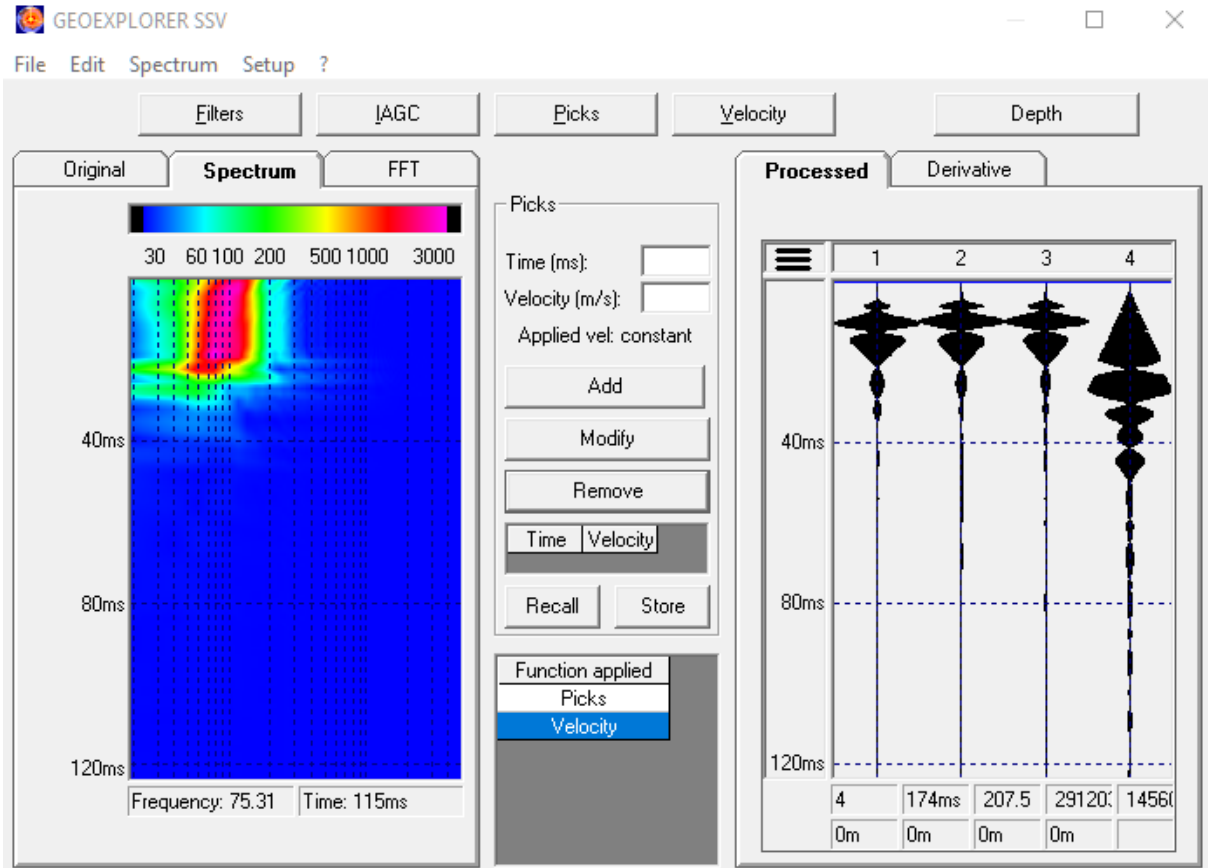 GEOEXPLORER SSV
File Edit Spectrum Setup ?
Filters IAGC Picks Velocity Depth
Original Spectrum FFT
30 60 100 200 500 1000 3000
40ms
80ms
120ms
Frequency: 75.31 Time: 115ms
Picks
Time (ms):
Velocity (m/s):
Applied vel: constant
Add
Modify
Remove
Time Velocity
Recall Store
Function applied
Picks
Velocity
Processed Derivative
1 2 3 4
40ms
80ms
120ms
4 174ms 207.5 29120 1456
0m 0m 0m 0m